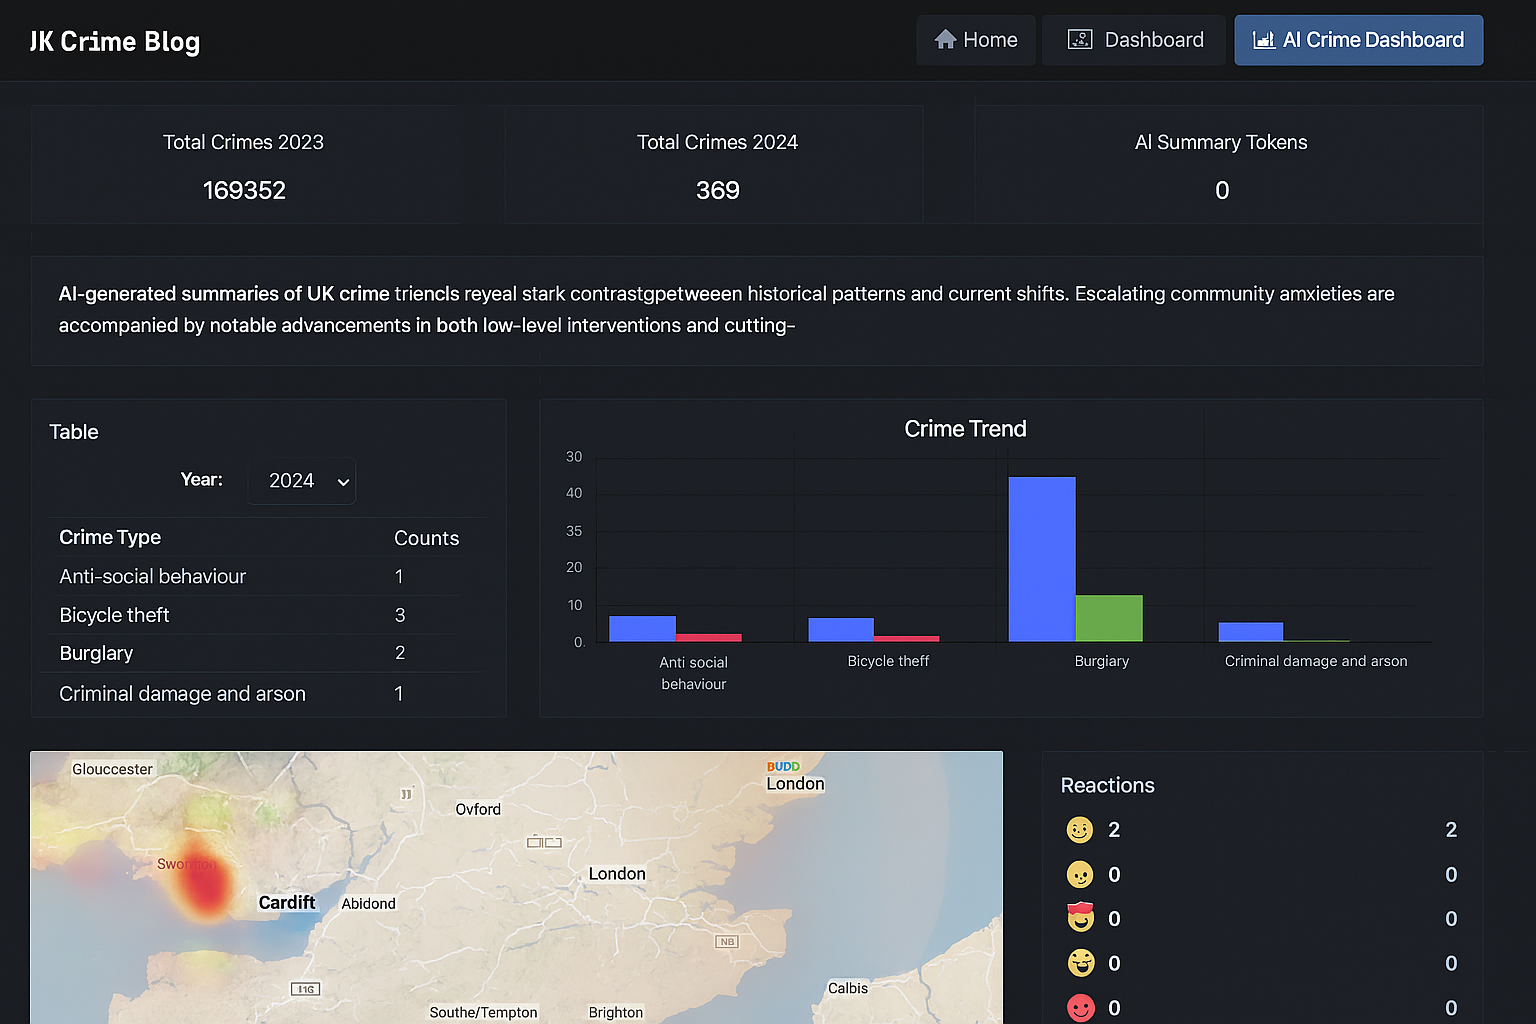 JK Crime Blog
Home
Dashboard
AI Crime Dashboard
Total Crimes 2023
169352
Total Crimes 2024
369
AI Summary Tokens
0
AI-generated summaries of UK crime triencls reyeal stark contrastgpetweeen historical patterns and current shifts. Escalating community amxieties are
accompanied by notable advancements in both low-level interventions and cutting-
Table
Year: 2024
Crime Type Counts
Anti-social behaviour 1
Bicycle theft 3
Burglary 2
Criminal damage and arson 1
Crime Trend
30
40
35
20
10
0.
Anti social
behaviour
Bicycle theff
Burgiary
Criminal damage and arson
Glouccester
BUDD
London
Ovford
London
Cardift
Abidond
NB
Calbis
Southe/Tempton
Brighton
Reactions
2 2
0 0
0 0
0 0
0 0